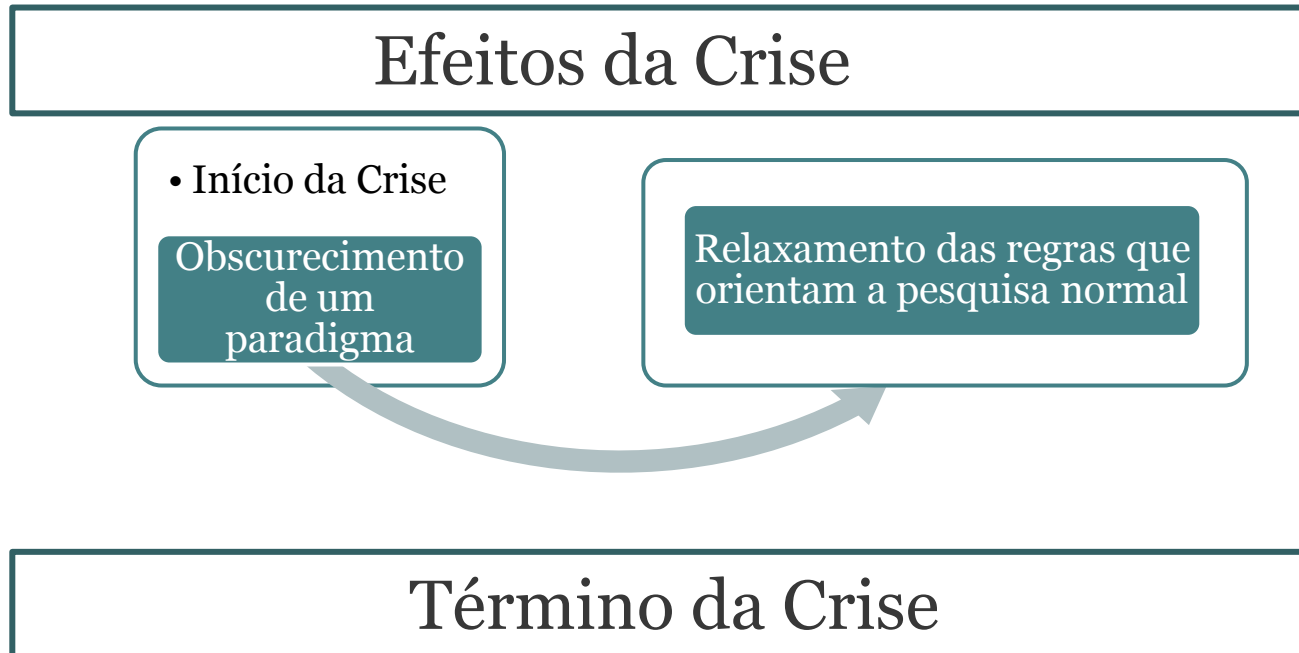 Efeitos da Crise
• Início da Crise
Obscurecimento
de um
paradigma
Relaxamento das regras que
orientam a pesquisa normal
Término da Crise